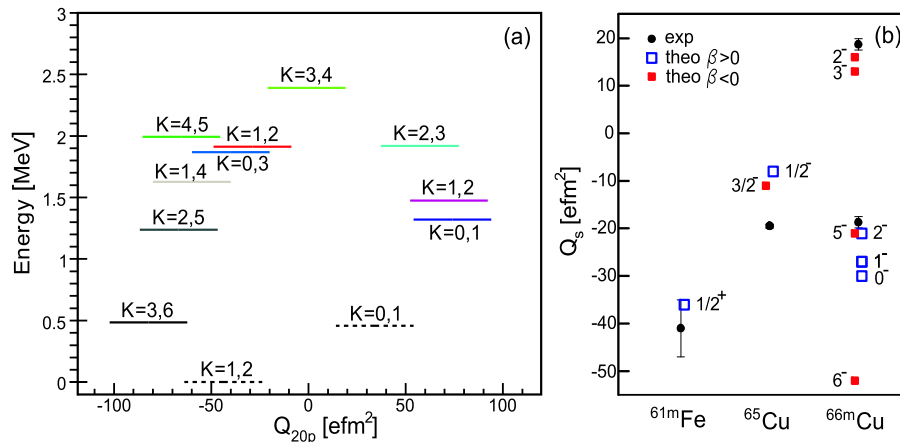 (a)
3
2.5
2
1.5
1
0.5
0
Energy [MeV]
K=3,4
K=4,5
K=1,2
K=0,3
K=2,3
K=1,4
K=1,2
K=0,1
K=2,5
K=3,6
K=0,1
K=1,2
-100 -50 0 50 100
Q20p [efm²]
(b)
exp
theo β>0
theo β<0
20
10
0
-10
-20
-30
-40
-50
Qs [efm²]
2⁻
3⁻
1/2⁻
3/2⁻
5⁻ 2⁻
1⁻
0⁻
1/2⁺
6⁻
⁶¹ᵐFe ⁶⁵Cu ⁶⁶ᵐCu